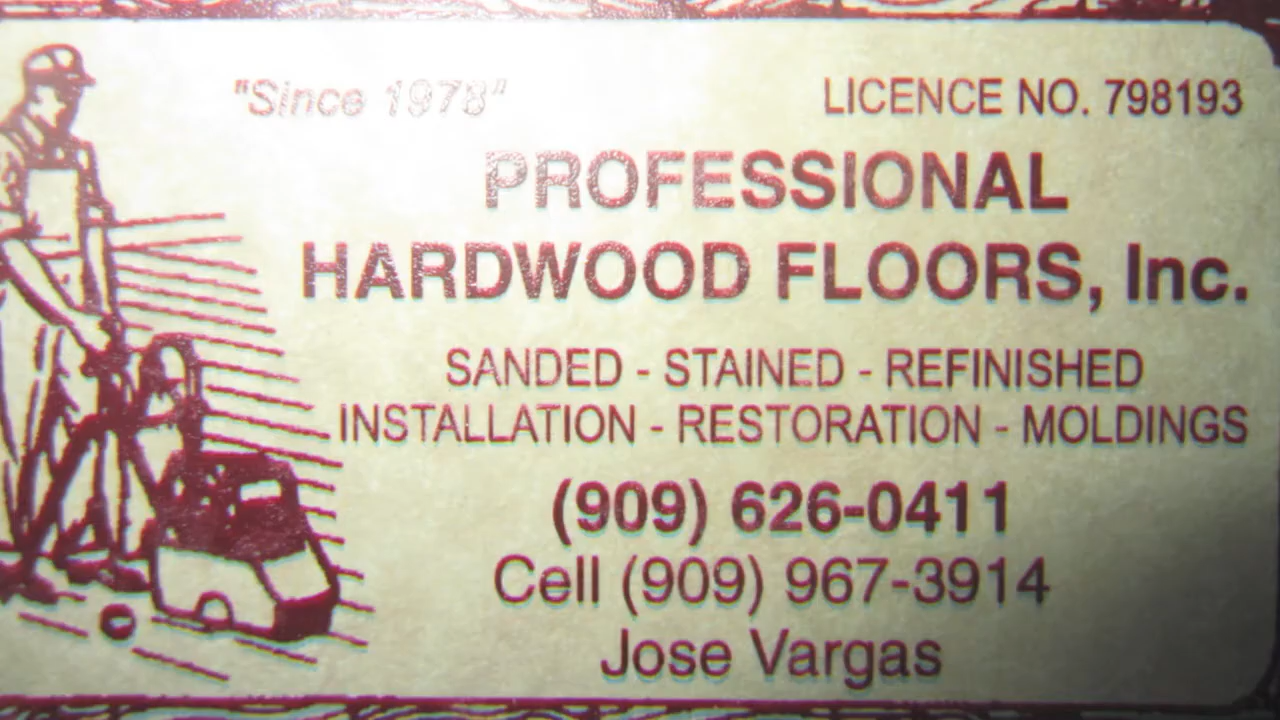 "Since 1978"
LICENCE NO. 798193
PROFESSIONAL
HARDWOOD FLOORS, Inc.
SANDED - STAINED - REFINISHED
INSTALLATION - RESTORATION - MOLDINGS
(909) 626-0411
Cell (909) 967-3914
Jose Vargas